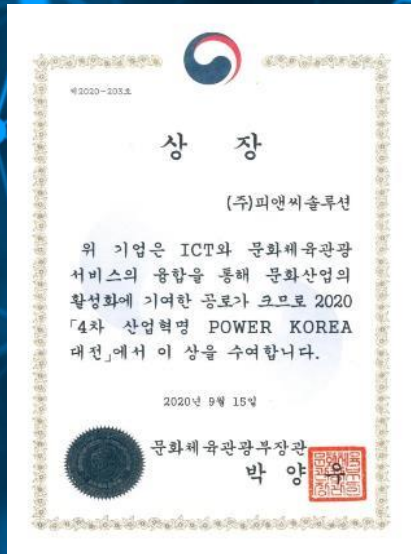 제2020-203호
상 장
(주)피앤씨솔루션
위 기업은 ICT와 문화체육관광
서비스의 융합을 통해 문화산업의
활성화에 기여한 공로가 크므로 2020
「4차 산업혁명 POWER KOREA
대전」에서 이 상을 수여합니다.
2020년 9월 15일
문화체육관광부장관
박 양 우